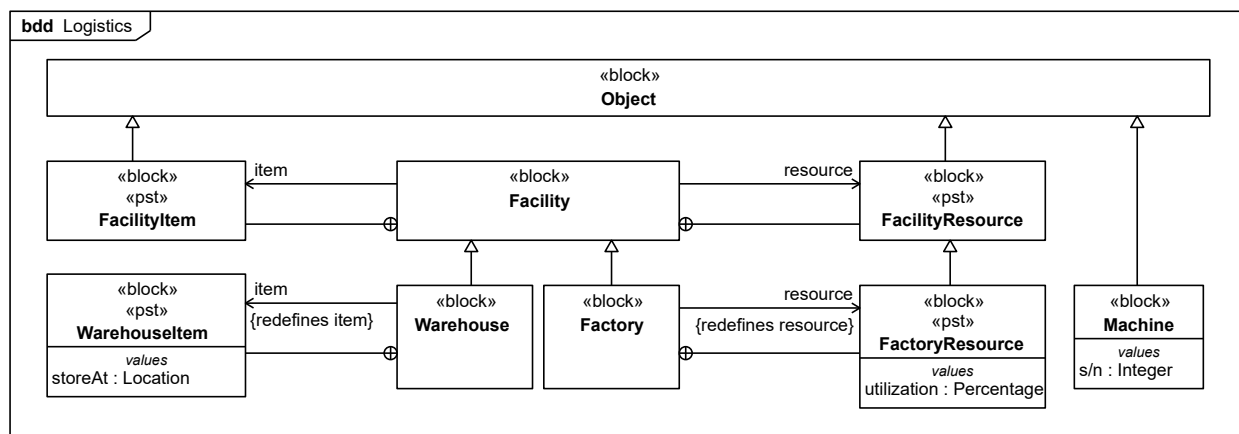 bdd Logistics
«block»
Object
«block»
«pst»
FacilityItem
item
«block»
Facility
resource
«block»
«pst»
FacilityResource
«block»
«pst»
WarehouseItem
values
storeAt : Location
item
{redefines item}
«block»
Warehouse
«block»
Factory
resource
{redefines resource}
«block»
«pst»
FactoryResource
values
utilization : Percentage
«block»
Machine
values
s/n : Integer